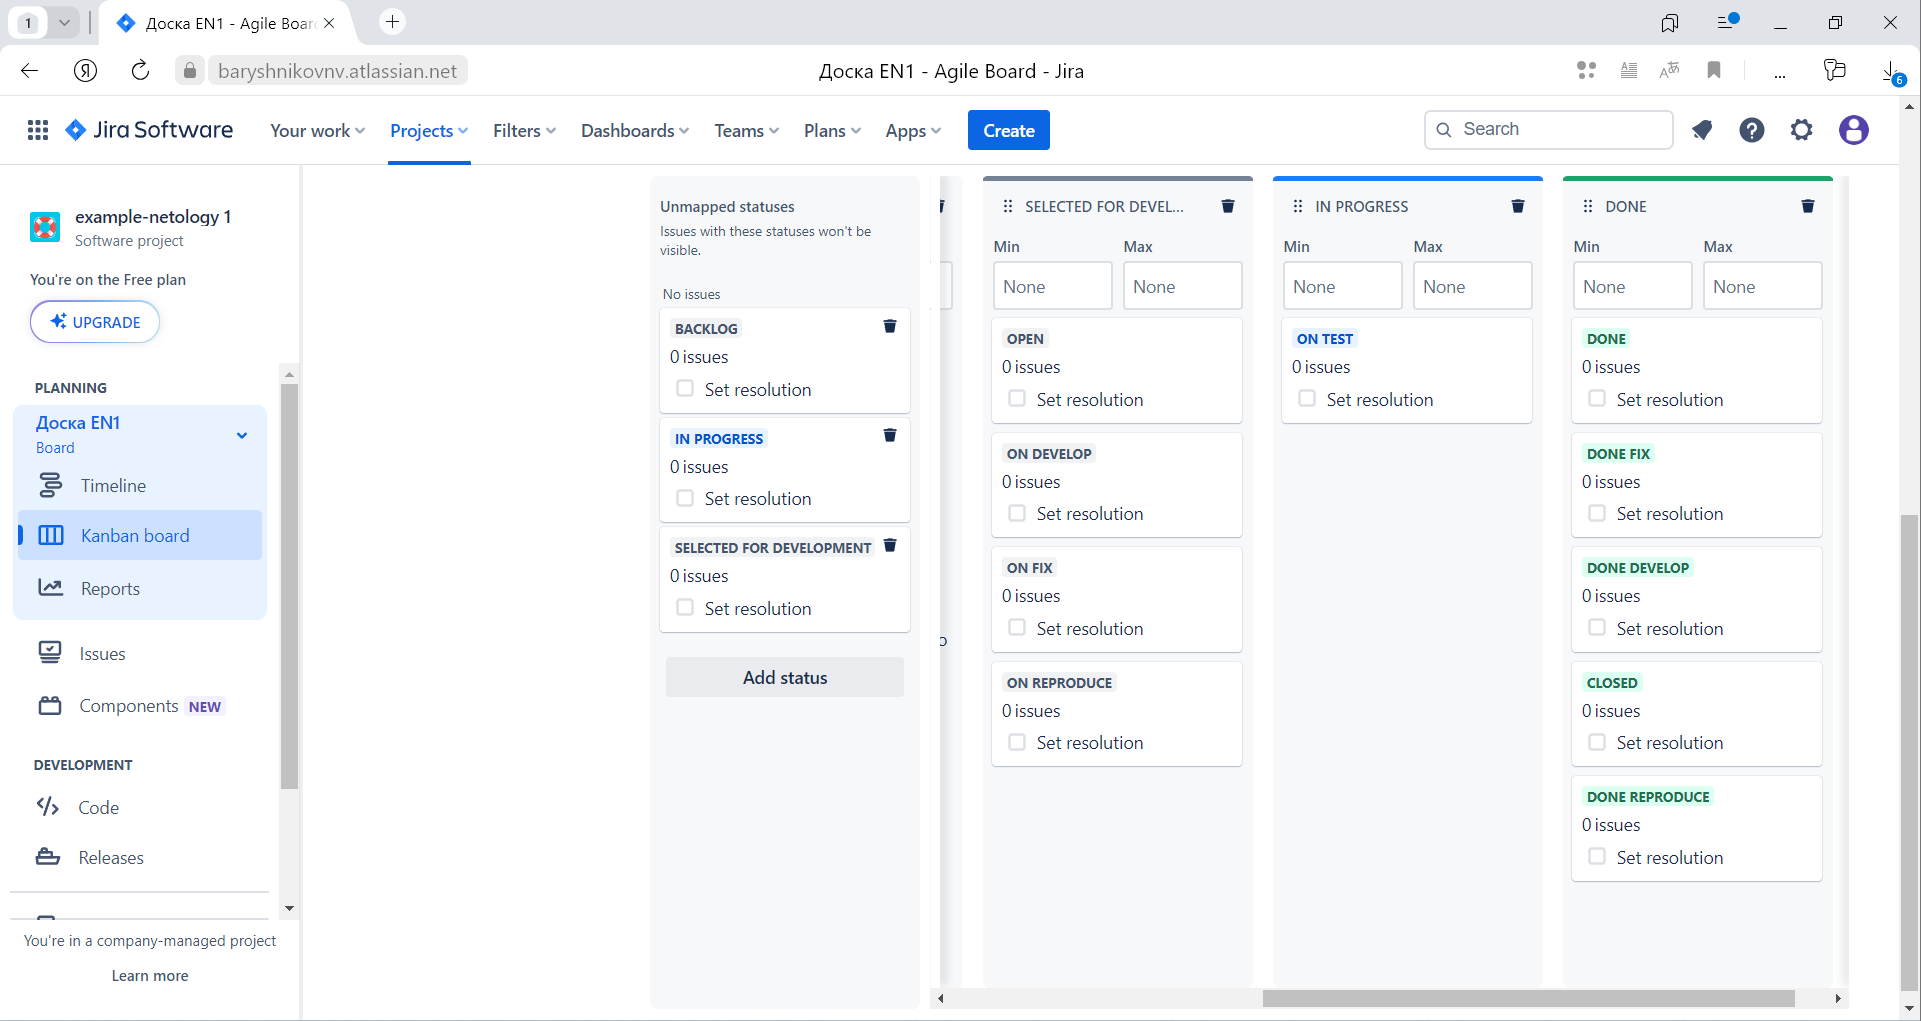 1
Доска EN1 - Agile Boar
baryshnikovnv.atlassian.net
Доска EN1 - Agile Board - Jira
6
Jira Software
Your work
Projects
Filters
Dashboards
Teams
Plans
Apps
Create
Search
example-netology 1
Software project
You're on the Free plan
UPGRADE
PLANNING
Доска EN1
Board
Timeline
Kanban board
Reports
Issues
Components NEW
DEVELOPMENT
Code
Releases
You're in a company-managed project
Learn more
Unmapped statuses
Issues with these statuses won't be
visible.
No issues
BACKLOG
0 issues
Set resolution
IN PROGRESS
0 issues
Set resolution
SELECTED FOR DEVELOPMENT
0 issues
Set resolution
Add status
SELECTED FOR DEVEL...
Min Max
None None
OPEN
0 issues
Set resolution
ON DEVELOP
0 issues
Set resolution
ON FIX
0 issues
Set resolution
ON REPRODUCE
0 issues
Set resolution
IN PROGRESS
Min Max
None None
ON TEST
0 issues
Set resolution
DONE
Min Max
None None
DONE
0 issues
Set resolution
DONE FIX
0 issues
Set resolution
DONE DEVELOP
0 issues
Set resolution
CLOSED
0 issues
Set resolution
DONE REPRODUCE
0 issues
Set resolution